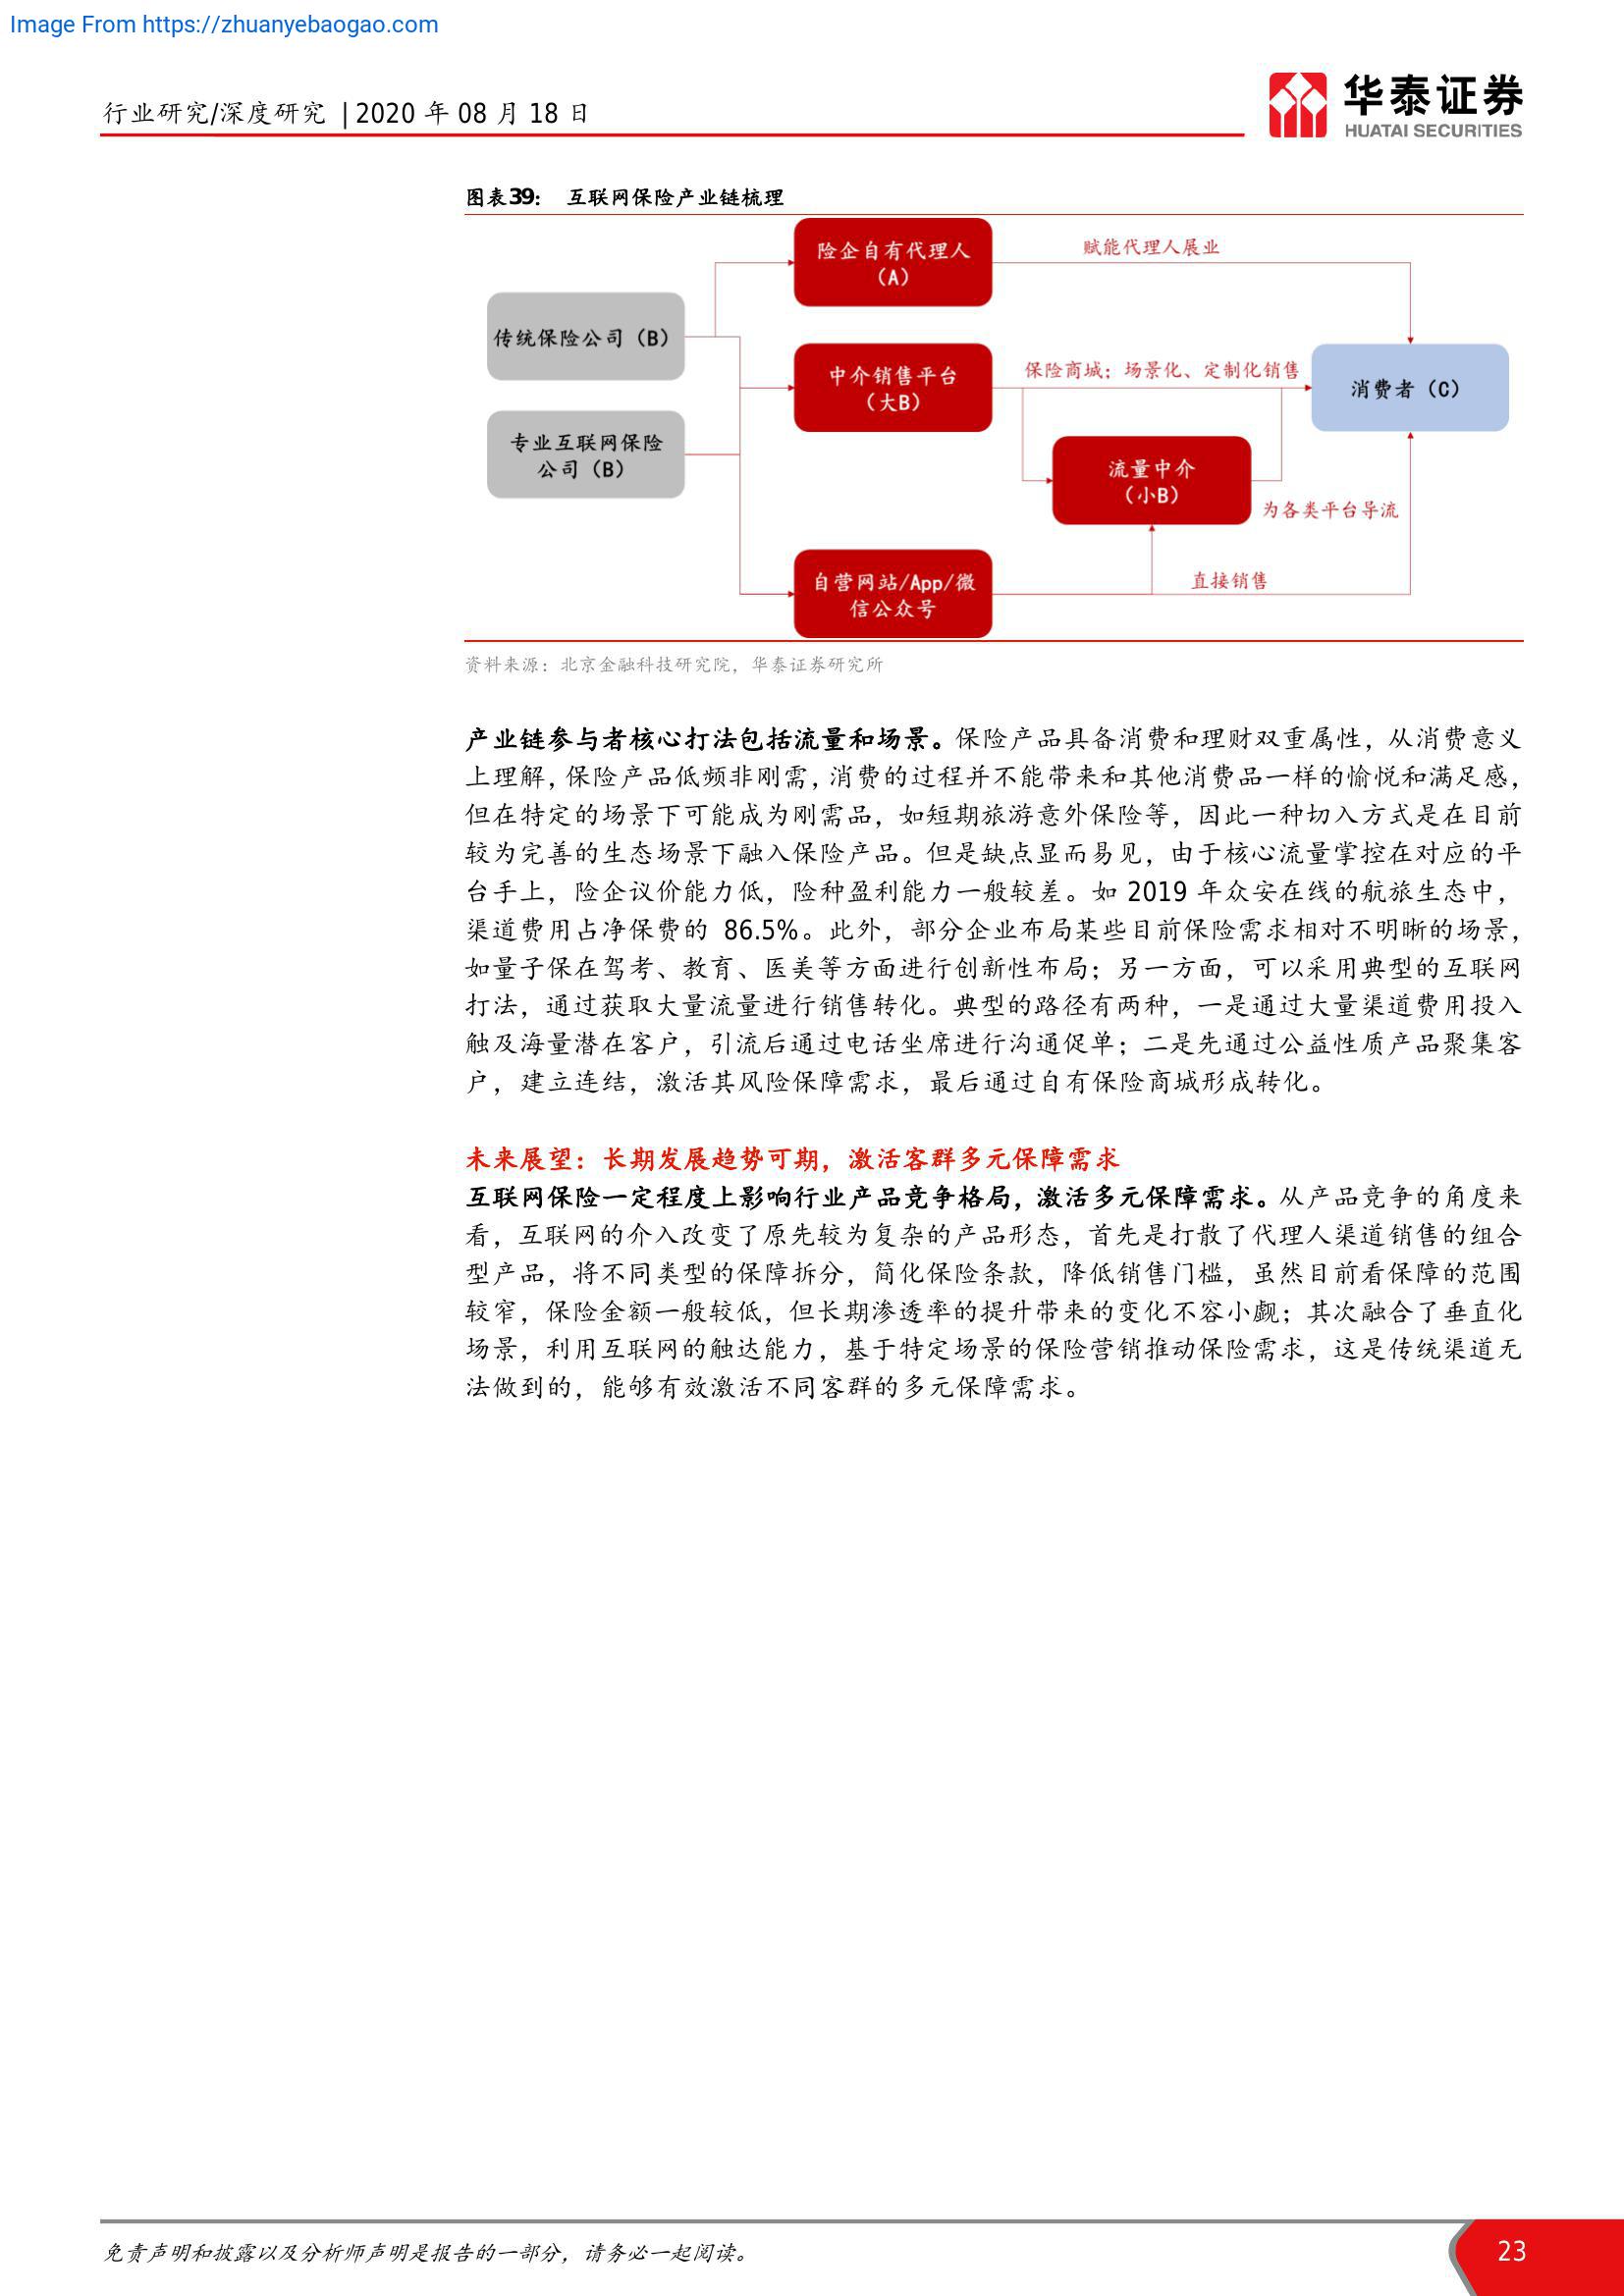 Image From https://zhuanyebaogao.com
行业研究/深度研究 | 2020 年 08 月 18 日
华泰证券
HUATAI SECURITIES
图表39： 互联网保险产业链梳理
险企自有代理人
（A）
赋能代理人展业
传统保险公司（B）
中介销售平台
（大B）
保险商城：场景化、定制化销售
消费者（C）
专业互联网保险
公司（B）
流量中介
（小B）
为各类平台导流
自营网站/App/微
信公众号
直接销售
资料来源：北京金融科技研究院，华泰证券研究所
产业链参与者核心打法包括流量和场景。保险产品具备消费和理财双重属性，从消费意义
上理解，保险产品低频非刚需，消费的过程并不能带来和其他消费品一样的愉悦和满足感，
但在特定的场景下可能成为刚需品，如短期旅游意外保险等，因此一种切入方式是在目前
较为完善的生态场景下融入保险产品。但是缺点显而易见，由于核心流量掌控在对应的平
台手上，险企议价能力低，险种盈利能力一般较差。如 2019 年众安在线的航旅生态中，
渠道费用占净保费的 86.5%。此外，部分企业布局某些目前保险需求相对不明晰的场景，
如量子保在驾考、教育、医美等方面进行创新性布局；另一方面，可以采用典型的互联网
打法，通过获取大量流量进行销售转化。典型的路径有两种，一是通过大量渠道费用投入
触及海量潜在客户，引流后通过电话坐席进行沟通促单；二是先通过公益性质产品聚集客
户，建立连结，激活其风险保障需求，最后通过自有保险商城形成转化。
未来展望：长期发展趋势可期，激活客群多元保障需求
互联网保险一定程度上影响行业产品竞争格局，激活多元保障需求。从产品竞争的角度来
看，互联网的介入改变了原先较为复杂的产品形态，首先是打散了代理人渠道销售的组合
型产品，将不同类型的保障拆分，简化保险条款，降低销售门槛，虽然目前看保障的范围
较窄，保险金额一般较低，但长期渗透率的提升带来的变化不容小觑；其次融合了垂直化
场景，利用互联网的触达能力，基于特定场景的保险营销推动保险需求，这是传统渠道无
法做到的，能够有效激活不同客群的多元保障需求。
免责声明和披露以及分析师声明是报告的一部分，请务必一起阅读。
23